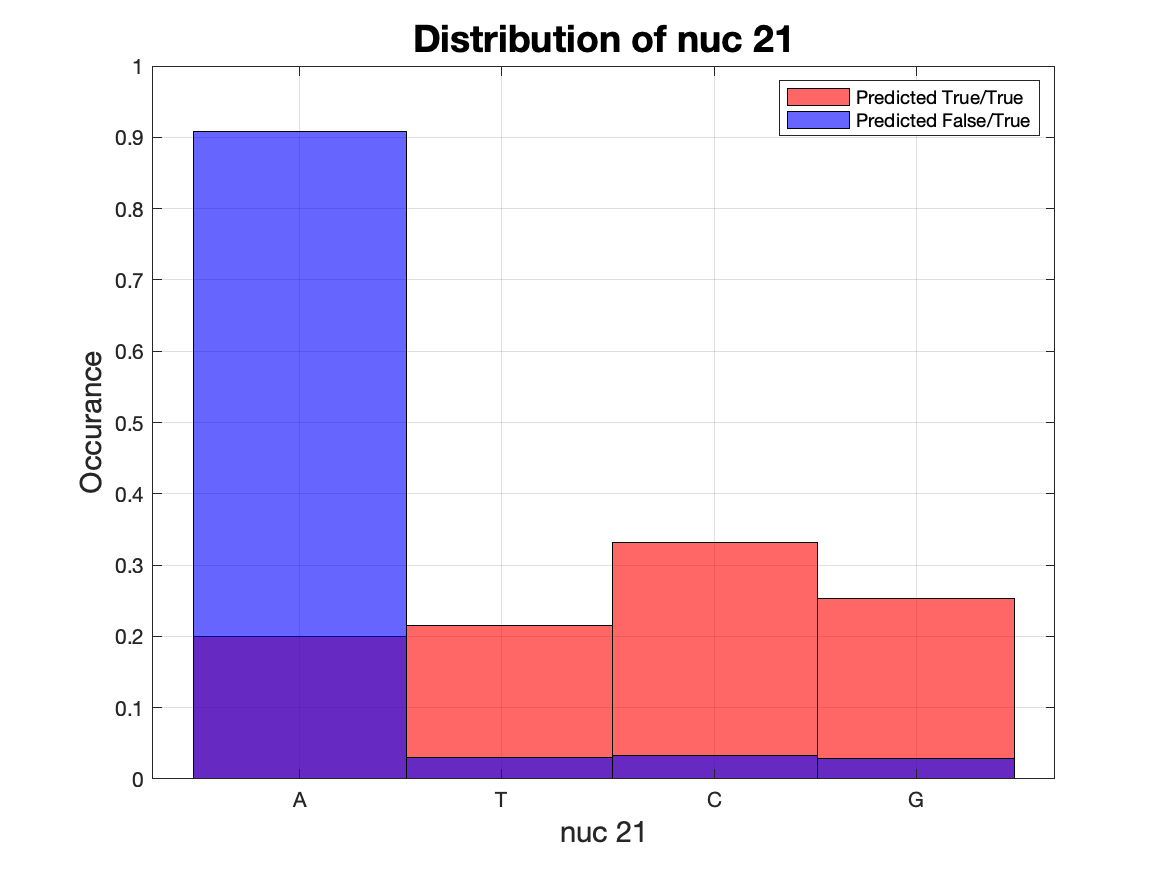 Distribution of nuc 21
Predicted True/True
Predicted False/True
1
0.9
0.8
0.7
0.6
0.5
0.4
0.3
0.2
0.1
0
Occurance
A T C G
nuc 21